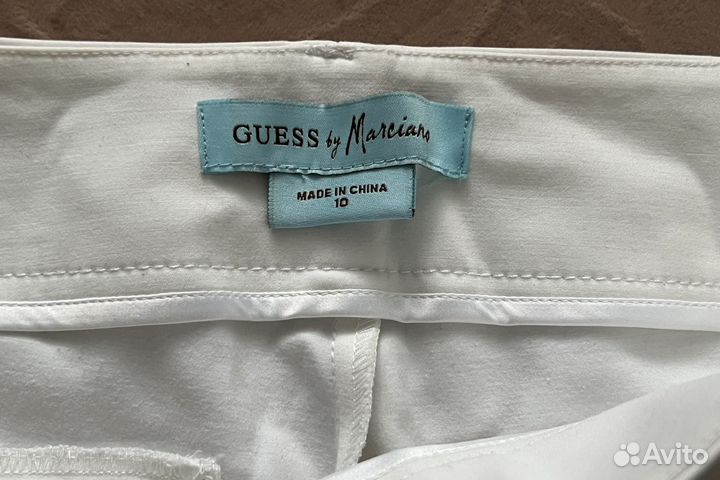 GUESS by Marciano
MADE IN CHINA
10
Avito